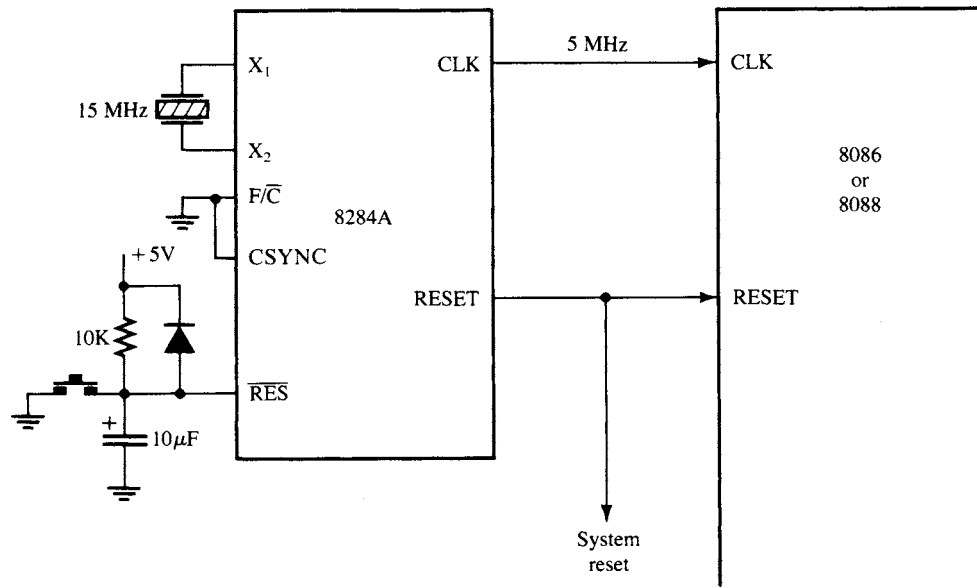 5 MHz
X₁
CLK
CLK
15 MHz
X₂
8086
or
8088
F/C̅
8284A
CSYNC
+5V
RESET
RESET
10K
R̅E̅S̅
+
10μF
System
reset